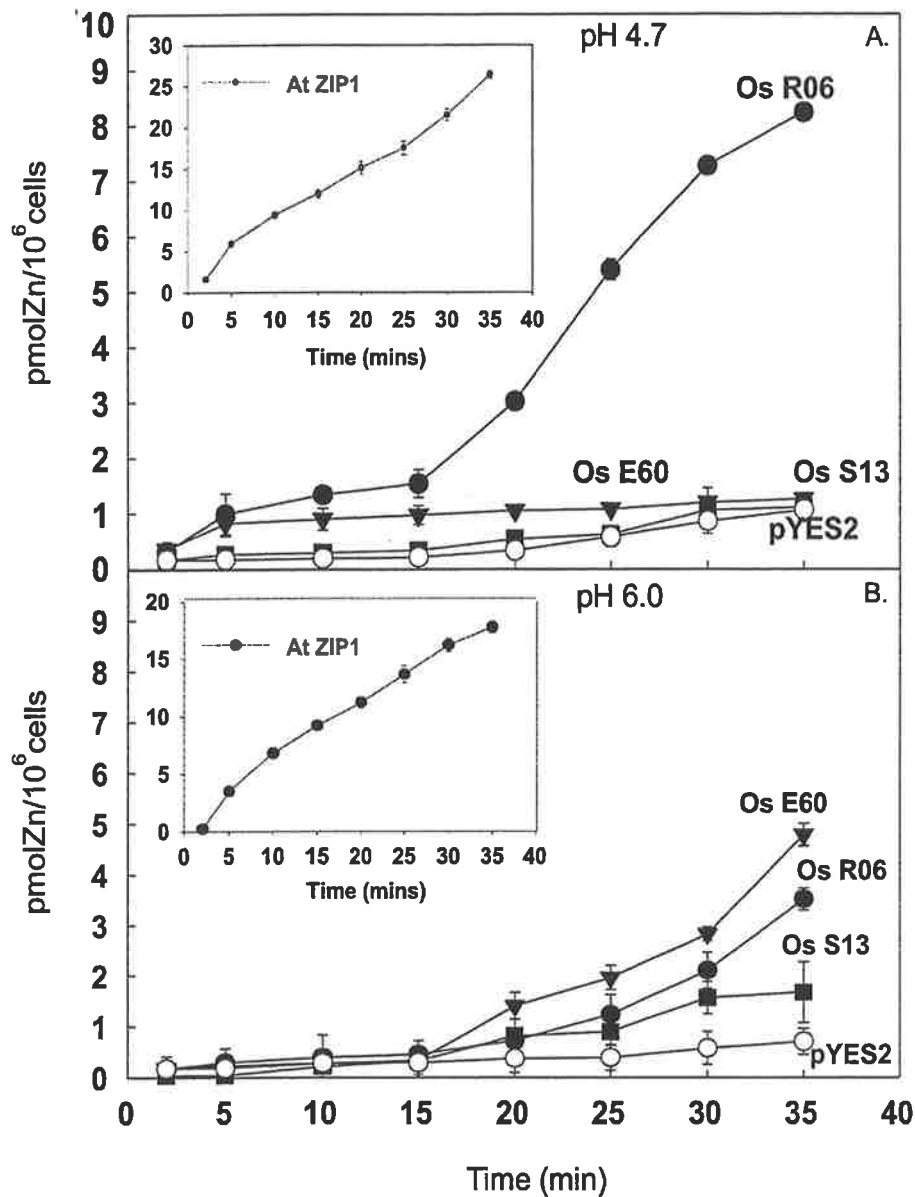 10
9
8
7
6
5
4
3
2
1
0
pmolZn/10⁶cells
pH 4.7
A.
30
25
20
15
10
5
0
At ZIP1
0 5 10 15 20 25 30 35 40
Time (mins)
Os R06
Os E60
Os S13
pYES2
9
8
7
6
5
4
3
2
1
0
pmolZn/10⁶cells
pH 6.0
B.
20
15
10
5
0
At ZIP1
0 5 10 15 20 25 30 35 40
Time (mins)
Os E60
Os R06
Os S13
pYES2
0 5 10 15 20 25 30 35 40
Time (min)